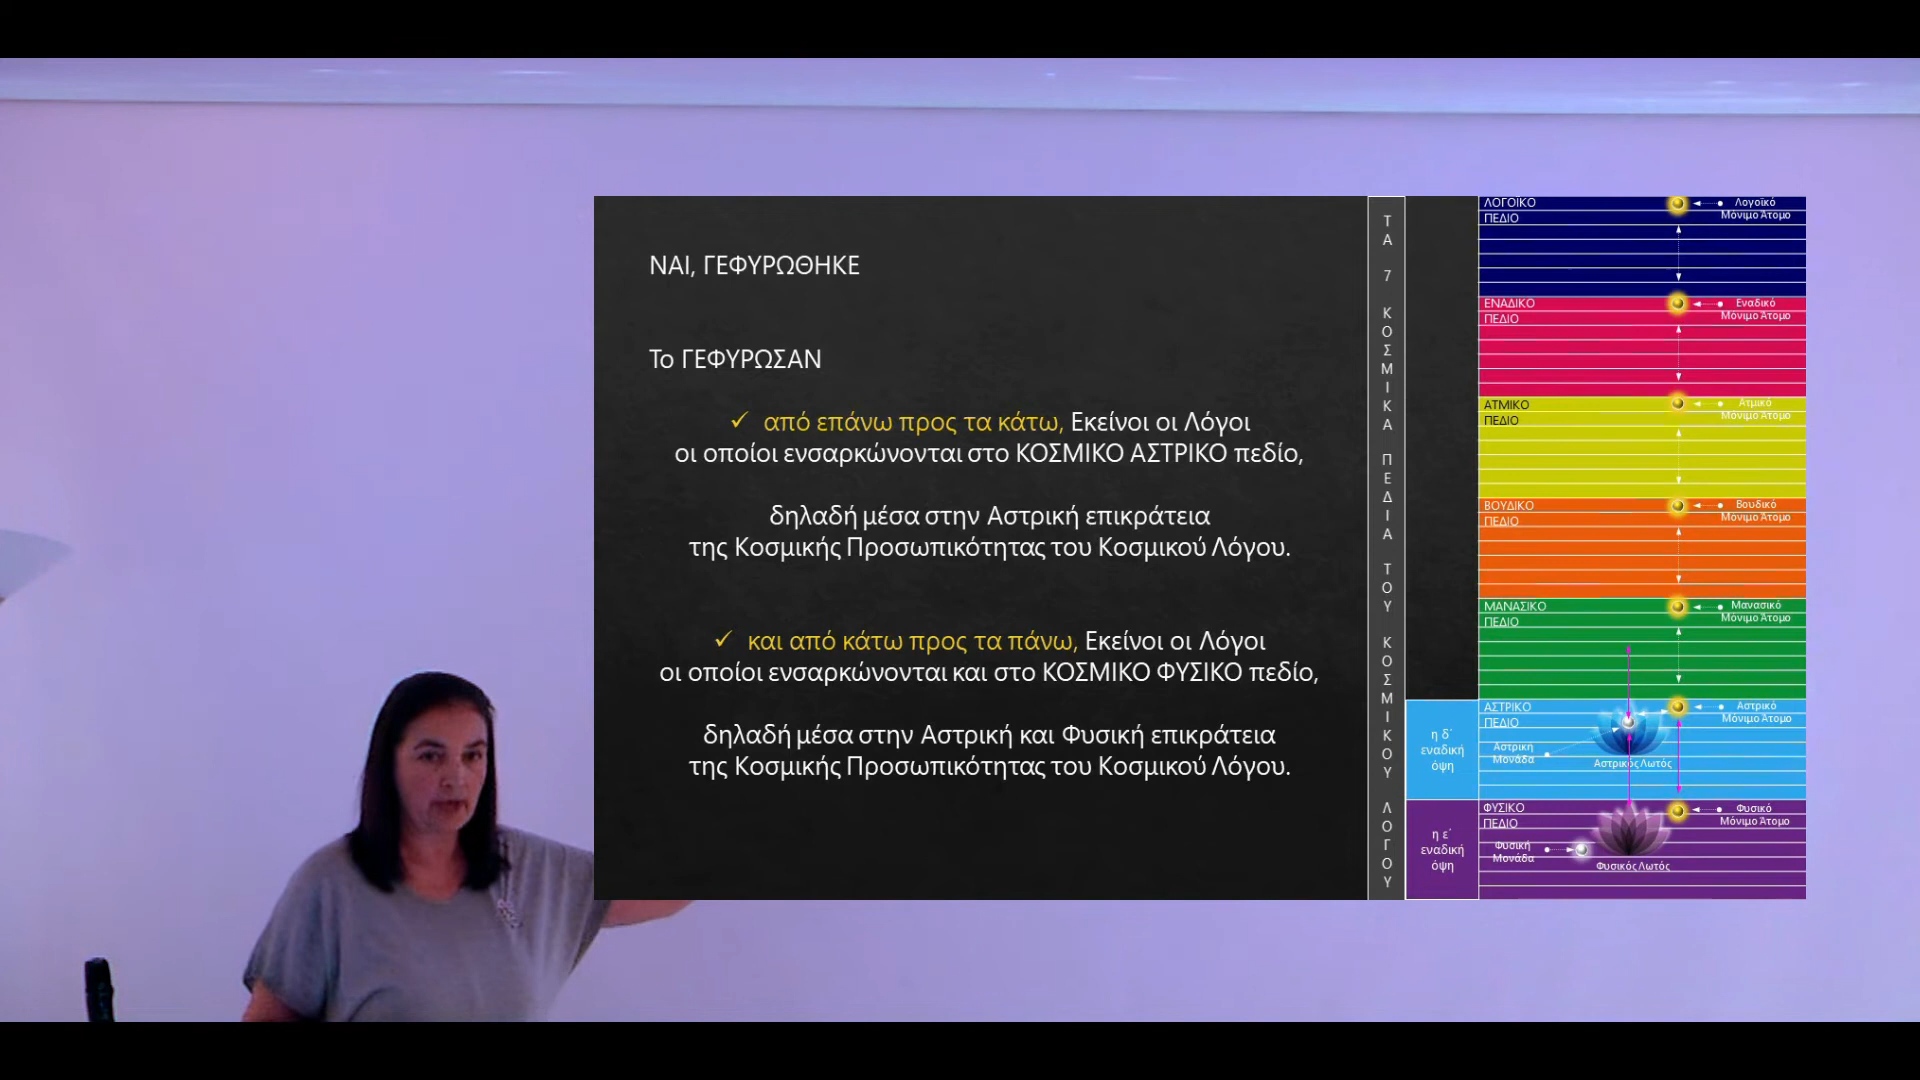 ΝΑΙ, ΓΕΦΥΡΩΘΗΚΕ
Το ΓΕΦΥΡΩΣΑΝ
✓ από επάνω προς τα κάτω, Εκείνοι οι Λόγοι
οι οποίοι ενσαρκώνονται στο ΚΟΣΜΙΚΟ ΑΣΤΡΙΚΟ πεδίο,
δηλαδή μέσα στην Αστρική επικράτεια
της Κοσμικής Προσωπικότητας του Κοσμικού Λόγου.
✓ και από κάτω προς τα πάνω, Εκείνοι οι Λόγοι
οι οποίοι ενσαρκώνονται και στο ΚΟΣΜΙΚΟ ΦΥΣΙΚΟ πεδίο,
δηλαδή μέσα στην Αστρική και Φυσική επικράτεια
της Κοσμικής Προσωπικότητας του Κοσμικού Λόγου.
ΤΑ 7 ΚΟΣΜΙΚΑ ΠΕΔΙΑ ΤΟΥ ΚΟΣΜΙΚΟΥ ΛΟΓΟΥ
ΛΟΓΟΪΚΟ
ΠΕΔΙΟ
Λογοϊκό
Μόνιμο Άτομο
ΕΝΑΔΙΚΟ
ΠΕΔΙΟ
Εναδικό
Μόνιμο Άτομο
ΑΤΜΙΚΟ
ΠΕΔΙΟ
Ατμικό
Μόνιμο Άτομο
ΒΟΥΔΙΚΟ
ΠΕΔΙΟ
Βουδικό
Μόνιμο Άτομο
ΜΑΝΑΣΙΚΟ
ΠΕΔΙΟ
Μανασικό
Μόνιμο Άτομο
η δ΄
εναδική
όψη
ΑΣΤΡΙΚΟ
ΠΕΔΙΟ
Αστρική
Μονάδα
Αστρικός Λωτός
Αστρικό
Μόνιμο Άτομο
η ε΄
εναδική
όψη
ΦΥΣΙΚΟ
ΠΕΔΙΟ
Φυσική
Μονάδα
Φυσικός Λωτός
Φυσικό
Μόνιμο Άτομο